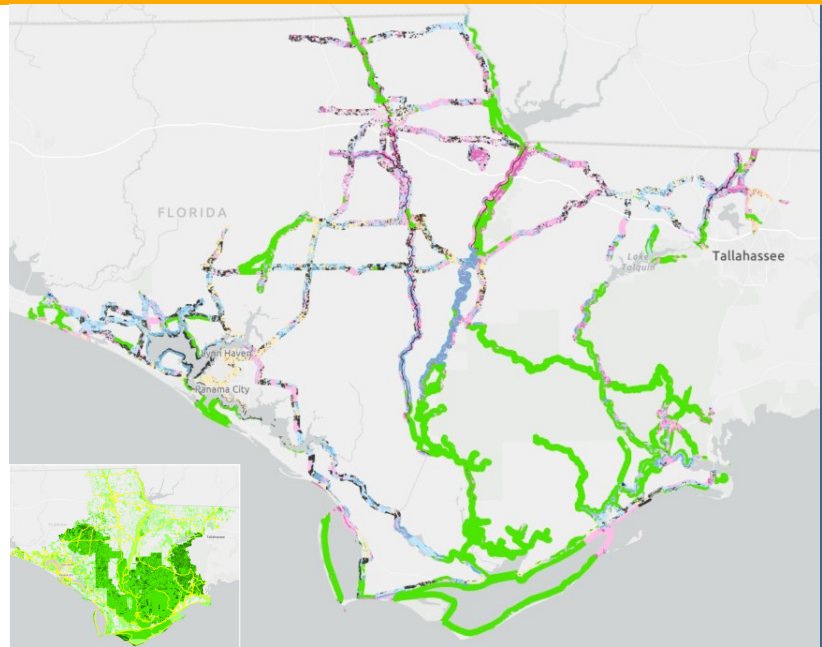 FLORIDA
Lake
Talquin
Tallahassee
Lynn Haven
Panama City